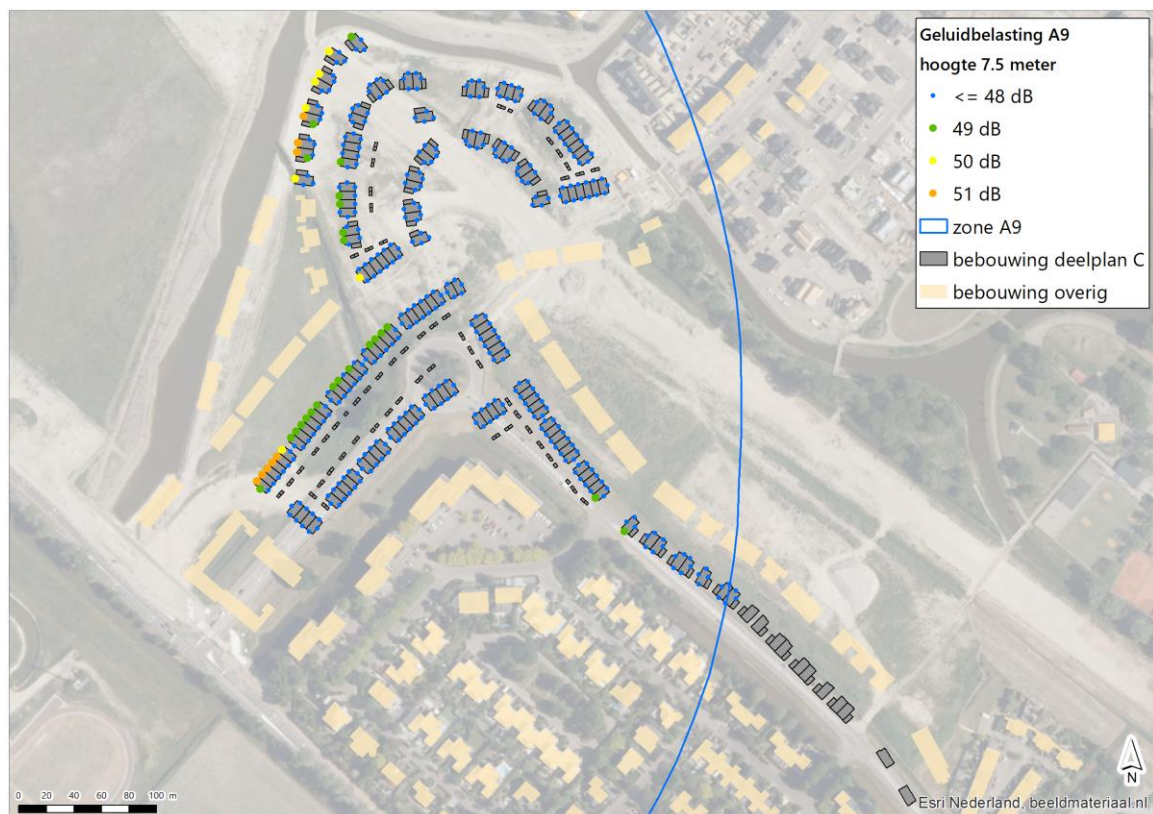 Geluidbelasting A9
hoogte 7.5 meter
<= 48 dB
49 dB
50 dB
51 dB
zone A9
bebouwing deelplan C
bebouwing overig
N
0 20 40 60 80 100 m
Esri Nederland, beeldmateriaal.nl